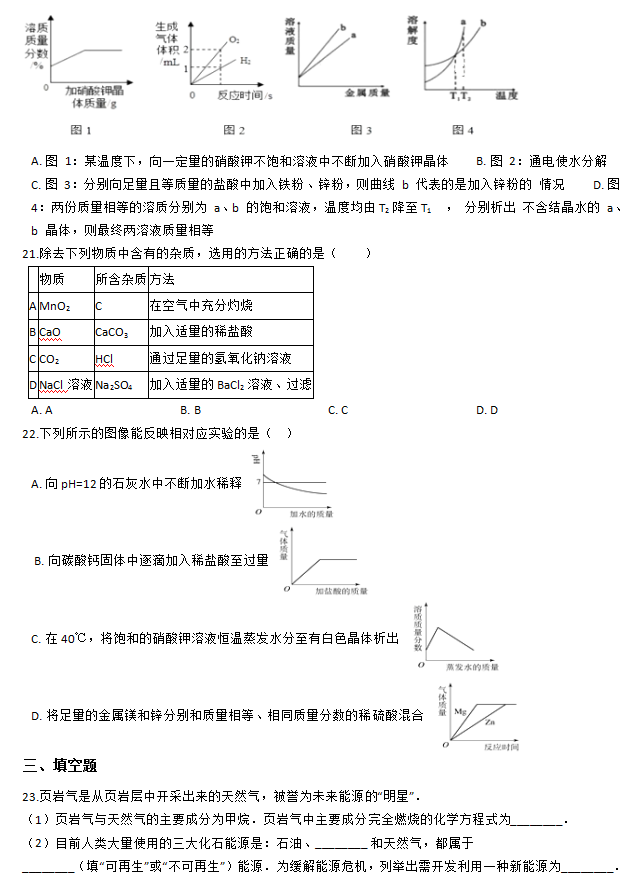 溶质
质量
分数
/%
0
加硝酸钾晶
体质量/g
图 1
生成
气体
体积
/mL
2
1
O₂
H₂
0
反应时间/s
图 2
溶
液
质
量
b
a
金属质量
图 3
溶
解
度
a
b
T₁T₂
温度
图 4
A. 图 1：某温度下，向一定量的硝酸钾不饱和溶液中不断加入硝酸钾晶体 B. 图 2：通电使水分解
C. 图 3：分别向足量且等质量的盐酸中加入铁粉、锌粉，则曲线 b 代表的是加入锌粉的 情况 D. 图
4：两份质量相等的溶质分别为 a、b 的饱和溶液，温度均由 T₂ 降至 T₁ ， 分别析出 不含结晶水的 a、
b 晶体，则最终两溶液质量相等
21.除去下列物质中含有的杂质，选用的方法正确的是（ ）
物质 所含杂质 方法
A MnO₂ C 在空气中充分灼烧
B CaO CaCO₃ 加入适量的稀盐酸
C CO₂ HCl 通过足量的氢氧化钠溶液
D NaCl 溶液 Na₂SO₄ 加入适量的 BaCl₂ 溶液、过滤
A. A B. B C. C D. D
22.下列所示的图像能反映相对应实验的是（ ）
A. 向 pH=12 的石灰水中不断加水稀释
pH
7
O
加水的质量
B. 向碳酸钙固体中逐滴加入稀盐酸至过量
气
体
质
量
O
加盐酸的质量
C. 在 40℃，将饱和的硝酸钾溶液恒温蒸发水分至有白色晶体析出
溶
质
质
量
分
数
O
蒸发水的质量
D. 将足量的金属镁和锌分别和质量相等、相同质量分数的稀硫酸混合
气
体
质
量
Mg
Zn
O
反应时间
三、填空题
23.页岩气是从页岩层中开采出来的天然气，被誉为未来能源的“明星”．
（1）页岩气与天然气的主要成分为甲烷．页岩气中主要成分完全燃烧的化学方程式为________．
（2）目前人类大量使用的三大化石能源是：石油、________ 和天然气，都属于
________（填“可再生”或“不可再生”）能源．为缓解能源危机，列举出需开发利用一种新能源为________．